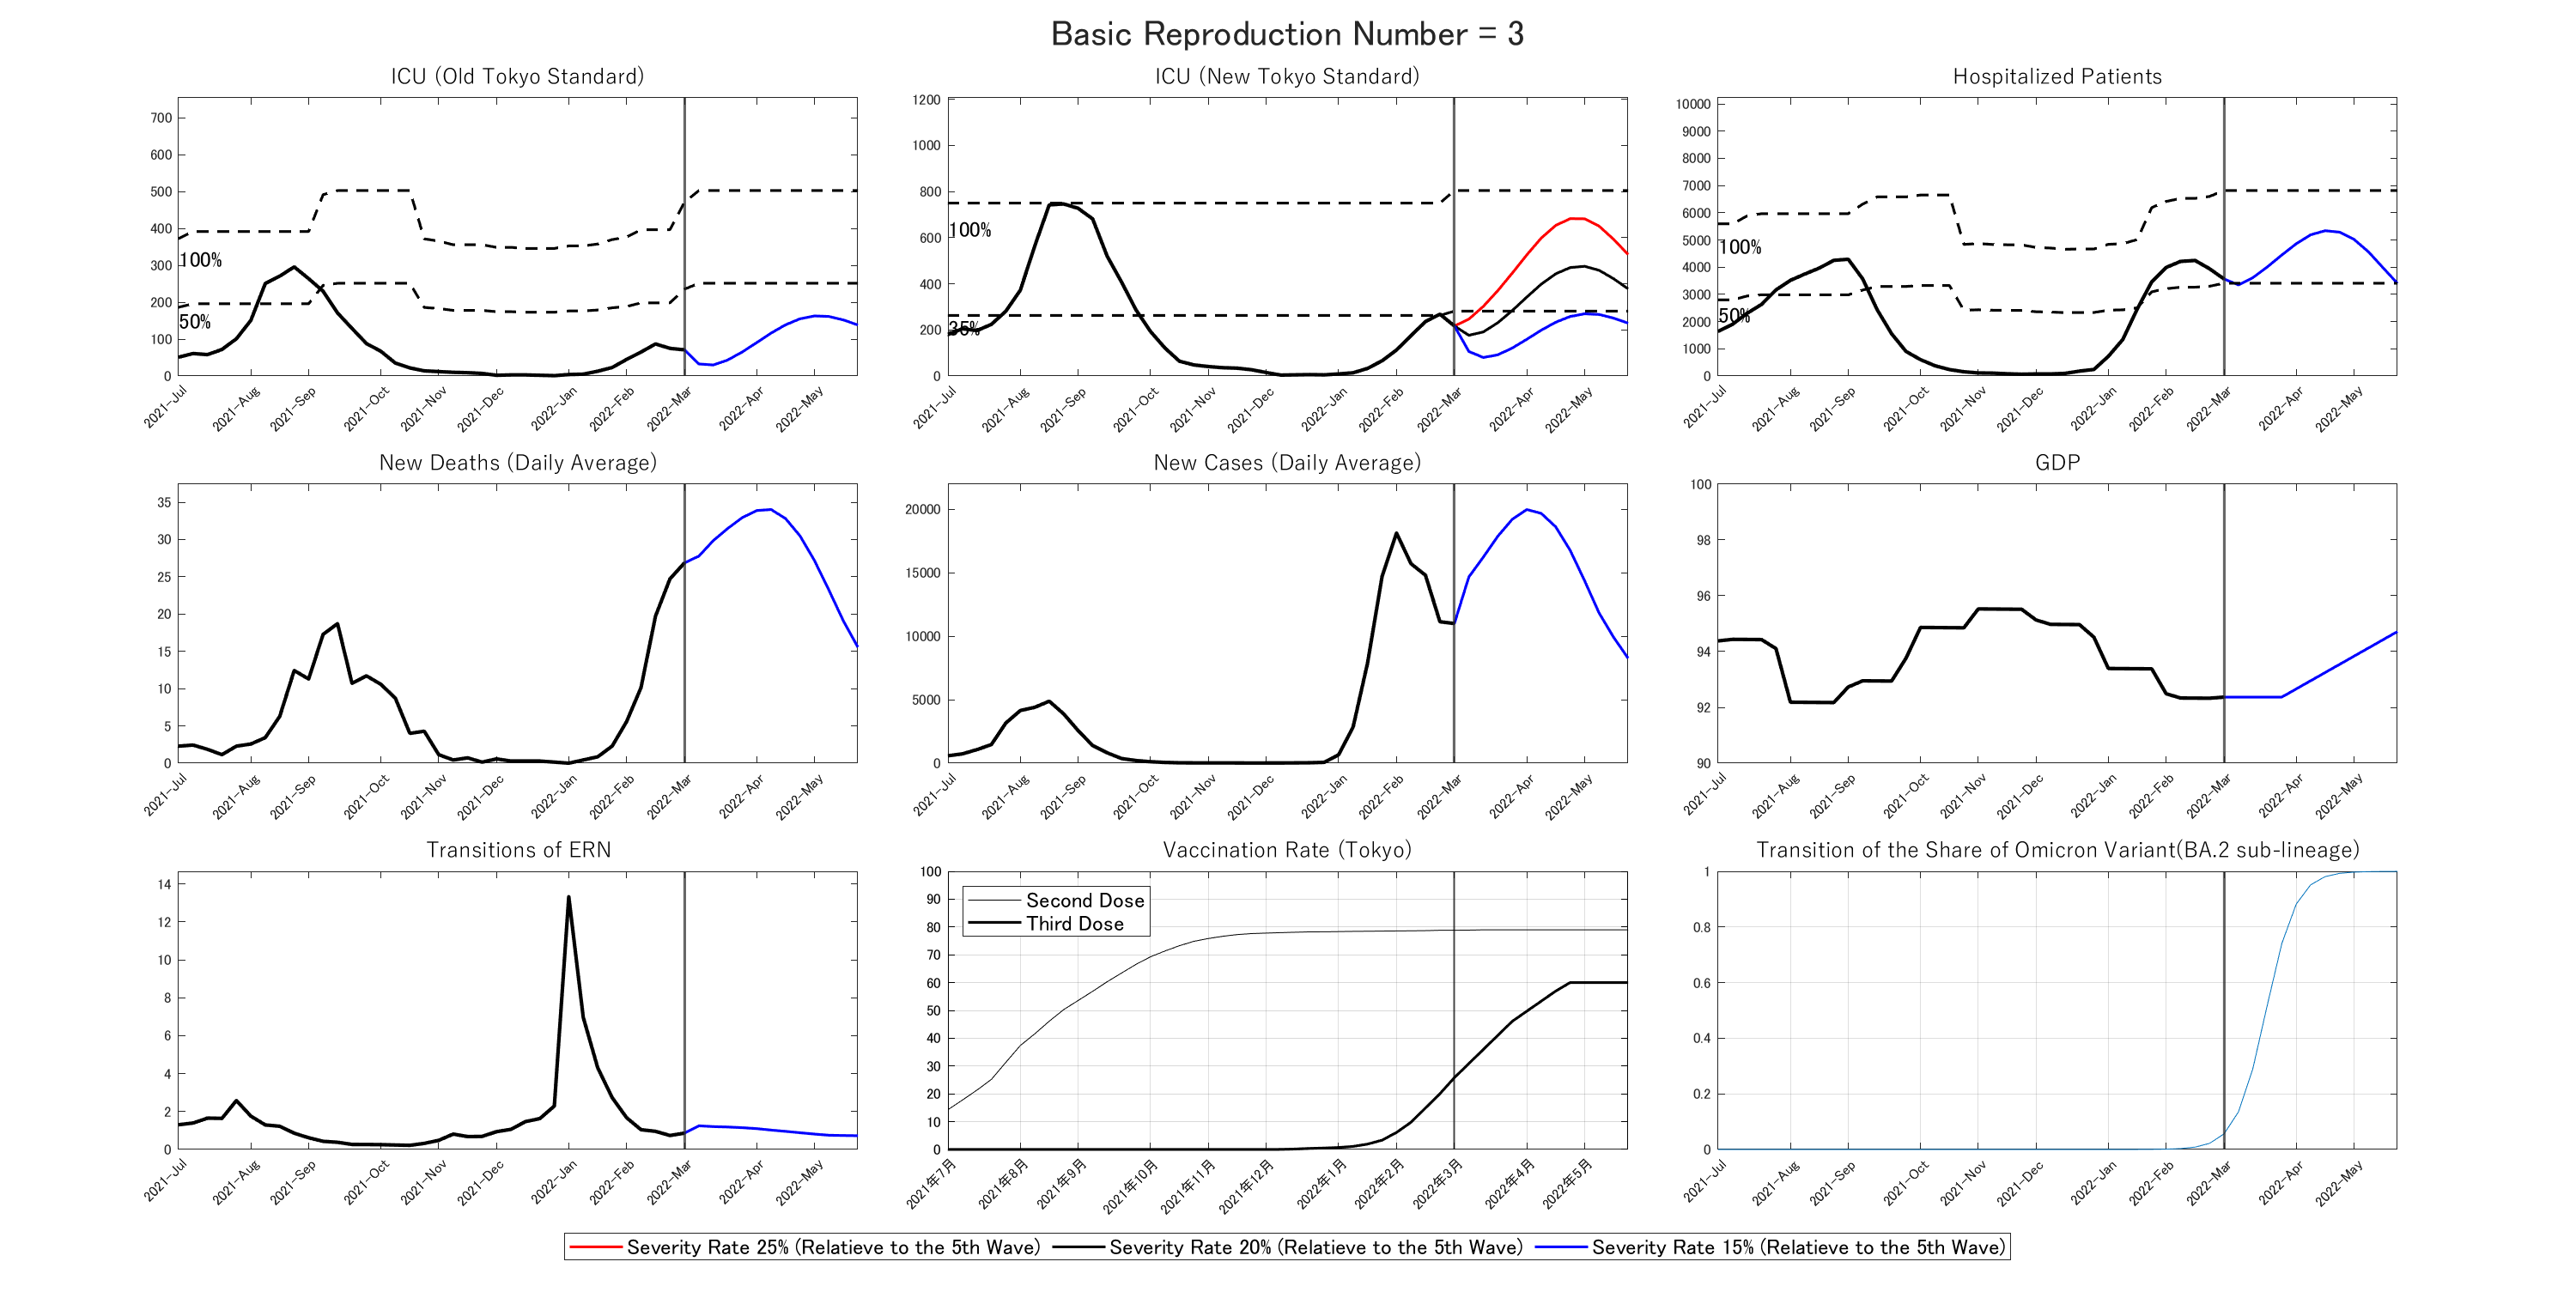 Basic Reproduction Number = 3
ICU (Old Tokyo Standard)
700
600
500
400
300
200
100
0
100%
50%
2021-Jul
2021-Aug
2021-Sep
2021-Oct
2021-Nov
2021-Dec
2022-Jan
2022-Feb
2022-Mar
2022-Apr
2022-May
ICU (New Tokyo Standard)
1200
1000
800
600
400
200
0
100%
35%
2021-Jul
2021-Aug
2021-Sep
2021-Oct
2021-Nov
2021-Dec
2022-Jan
2022-Feb
2022-Mar
2022-Apr
2022-May
Hospitalized Patients
10000
9000
8000
7000
6000
5000
4000
3000
2000
1000
0
100%
50%
2021-Jul
2021-Aug
2021-Sep
2021-Oct
2021-Nov
2021-Dec
2022-Jan
2022-Feb
2022-Mar
2022-Apr
2022-May
New Deaths (Daily Average)
35
30
25
20
15
10
5
0
2021-Jul
2021-Aug
2021-Sep
2021-Oct
2021-Nov
2021-Dec
2022-Jan
2022-Feb
2022-Mar
2022-Apr
2022-May
New Cases (Daily Average)
20000
15000
10000
5000
0
2021-Jul
2021-Aug
2021-Sep
2021-Oct
2021-Nov
2021-Dec
2022-Jan
2022-Feb
2022-Mar
2022-Apr
2022-May
GDP
100
98
96
94
92
90
2021-Jul
2021-Aug
2021-Sep
2021-Oct
2021-Nov
2021-Dec
2022-Jan
2022-Feb
2022-Mar
2022-Apr
2022-May
Transitions of ERN
14
12
10
8
6
4
2
0
2021-Jul
2021-Aug
2021-Sep
2021-Oct
2021-Nov
2021-Dec
2022-Jan
2022-Feb
2022-Mar
2022-Apr
2022-May
Vaccination Rate (Tokyo)
100
90
80
70
60
50
40
30
20
10
0
Second Dose
Third Dose
2021年7月
2021年8月
2021年9月
2021年10月
2021年11月
2021年12月
2022年1月
2022年2月
2022年3月
2022年4月
2022年5月
Transition of the Share of Omicron Variant(BA.2 sub-lineage)
1
0.8
0.6
0.4
0.2
0
2021-Jul
2021-Aug
2021-Sep
2021-Oct
2021-Nov
2021-Dec
2022-Jan
2022-Feb
2022-Mar
2022-Apr
2022-May
Severity Rate 25% (Relatieve to the 5th Wave)
Severity Rate 20% (Relatieve to the 5th Wave)
Severity Rate 15% (Relatieve to the 5th Wave)